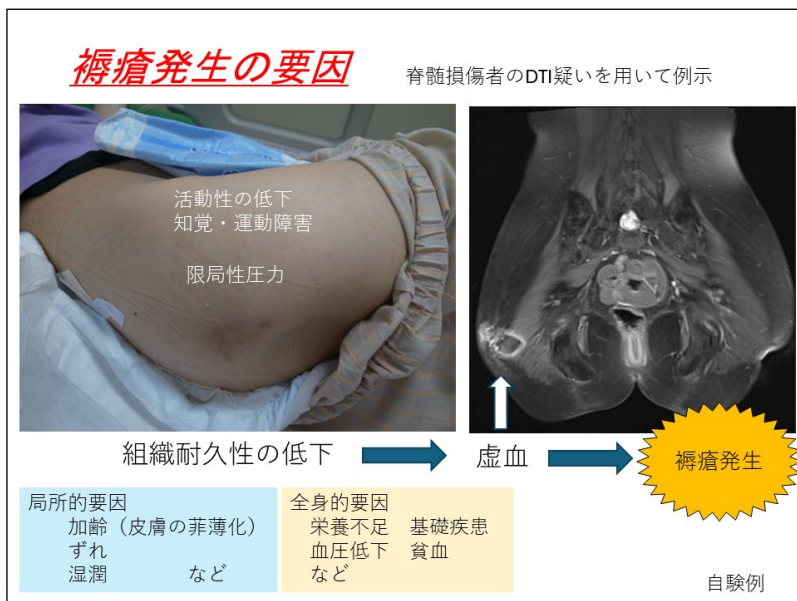 褥瘡発生の要因
脊髄損傷者のDTI疑いを用いて例示
活動性の低下
知覚・運動障害
限局性圧力
組織耐久性の低下
虚血
褥瘡発生
局所的要因
加齢（皮膚の菲薄化）
ずれ
湿潤 など
全身的要因
栄養不足 基礎疾患
血圧低下 貧血
など
自験例